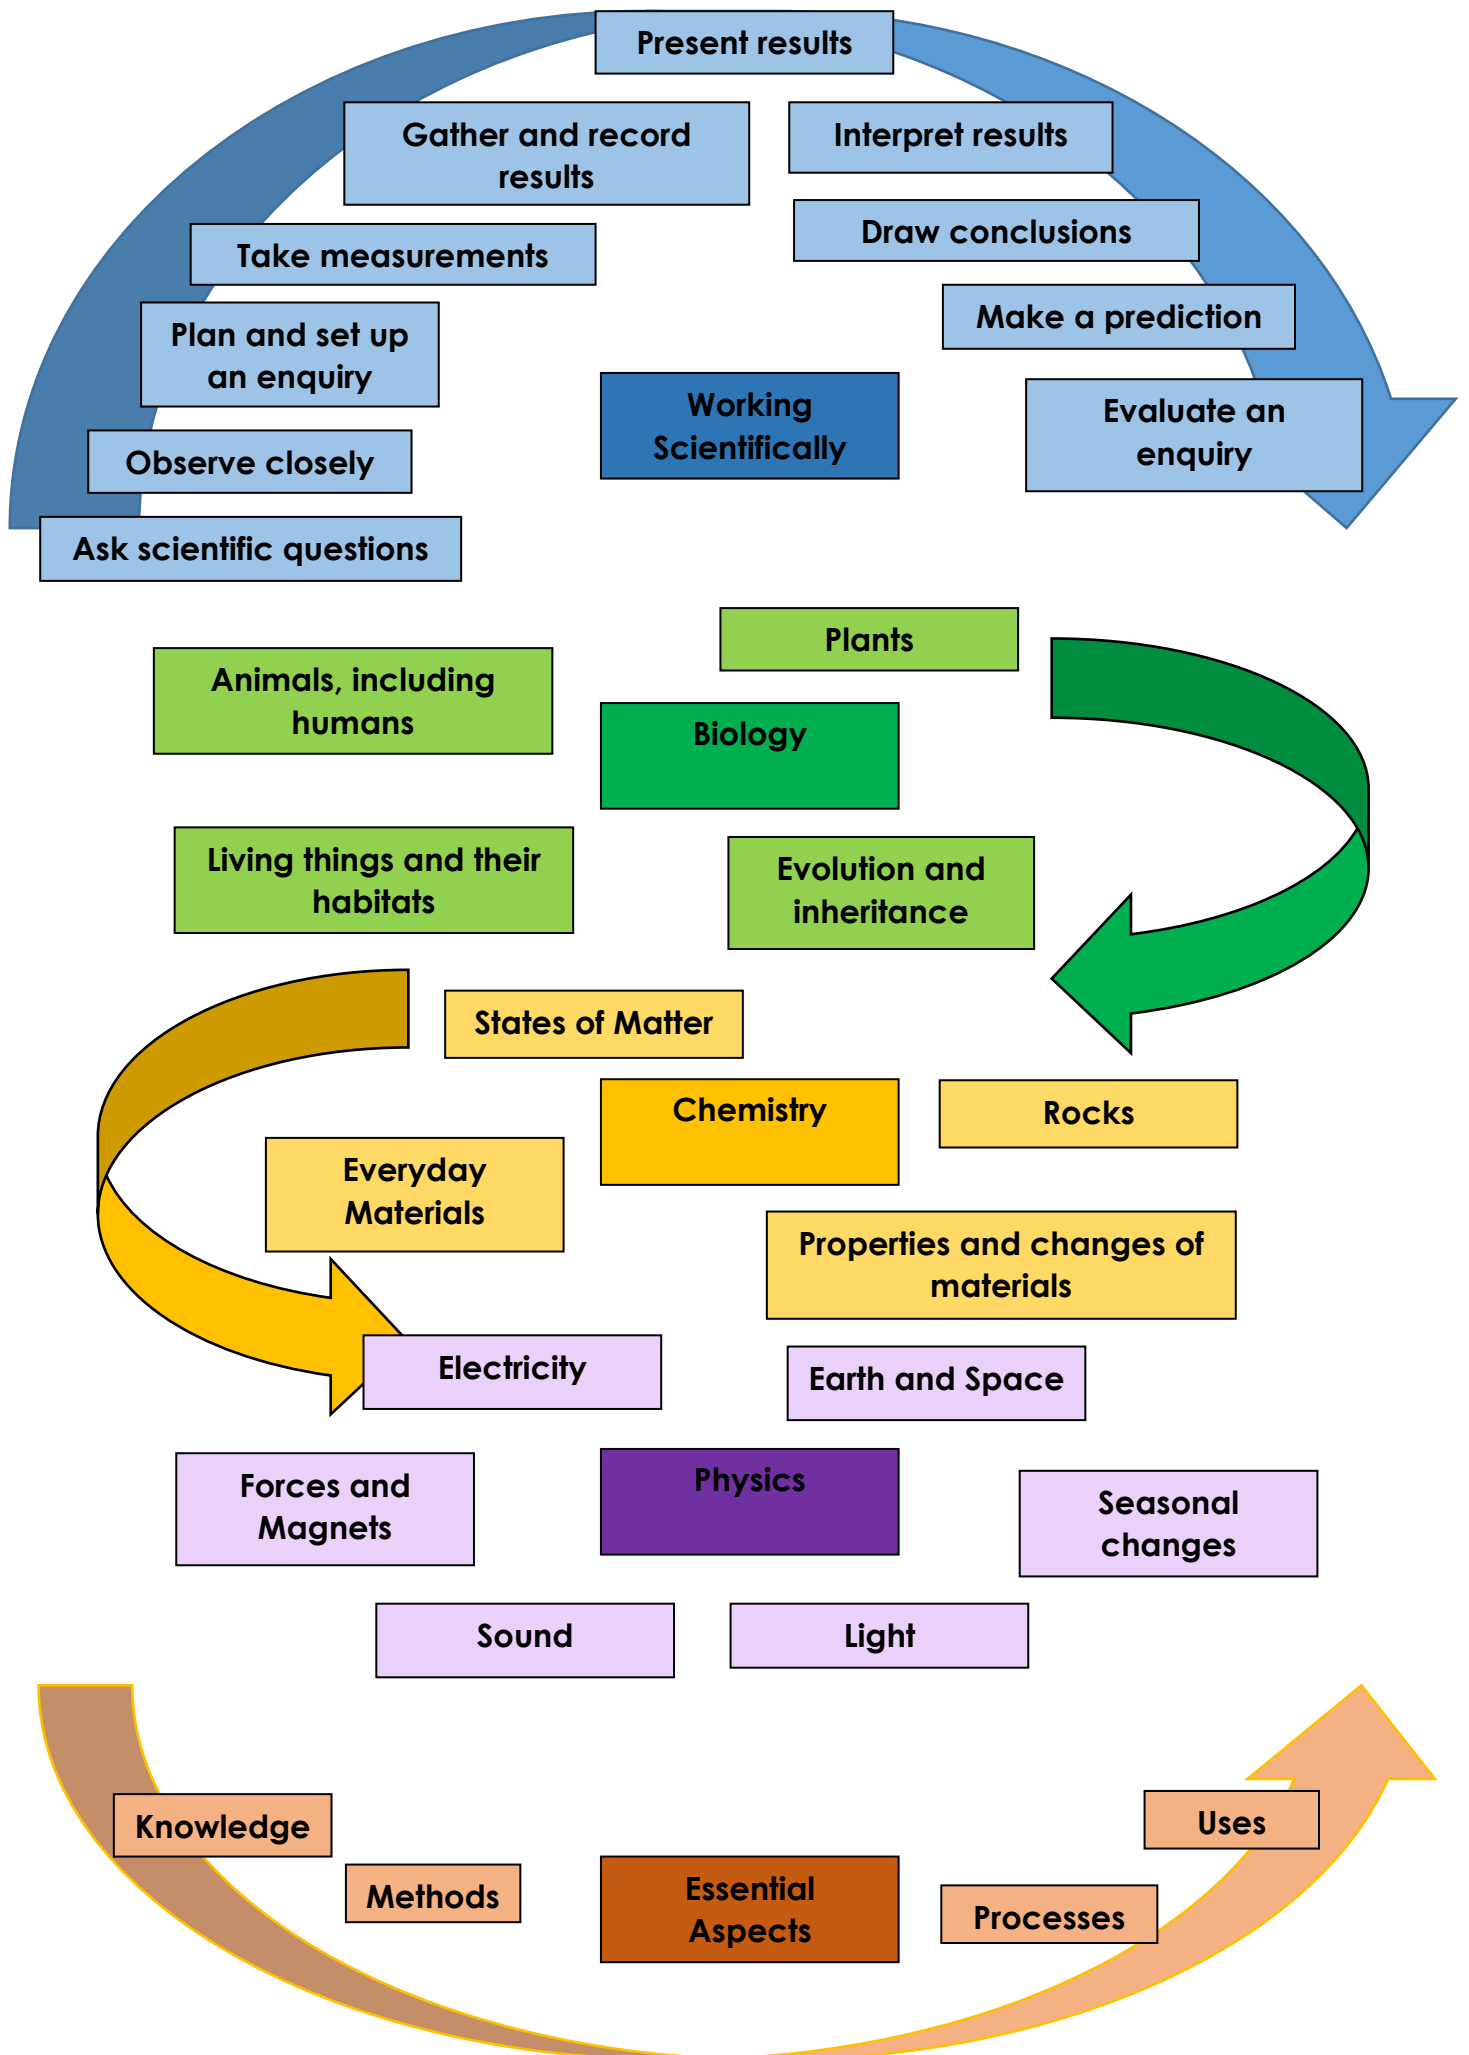 Present results
Gather and record
results
Interpret results
Take measurements
Draw conclusions
Plan and set up
an enquiry
Make a prediction
Working
Scientifically
Evaluate an
enquiry
Observe closely
Ask scientific questions
Plants
Animals, including
humans
Biology
Living things and their
habitats
Evolution and
inheritance
States of Matter
Chemistry
Rocks
Everyday
Materials
Properties and changes of
materials
Electricity
Earth and Space
Forces and
Magnets
Physics
Seasonal
changes
Sound
Light
Knowledge
Uses
Methods
Essential
Aspects
Processes